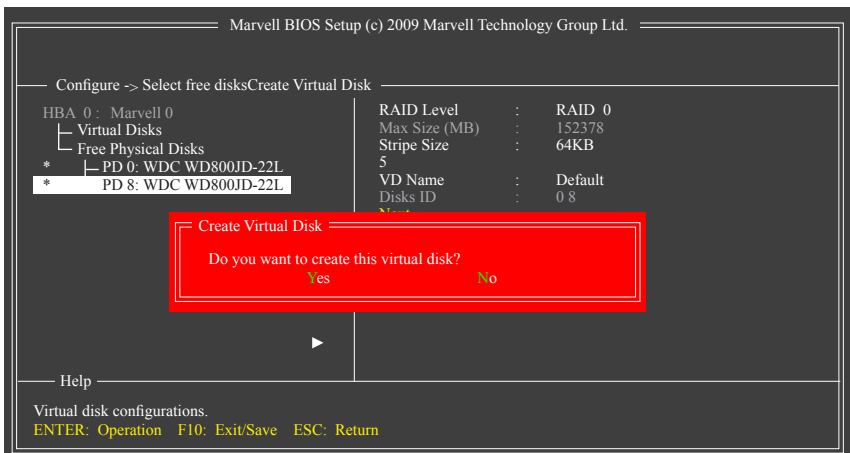 Marvell BIOS Setup (c) 2009 Marvell Technology Group Ltd.
Configure -> Select free disksCreate Virtual Disk
HBA 0 : Marvell 0
Virtual Disks
Free Physical Disks
* PD 0: WDC WD800JD-22L
* PD 8: WDC WD800JD-22L
RAID Level : RAID 0
Max Size (MB) : 152378
Stripe Size : 64KB
5
VD Name : Default
Disks ID : 0 8
Next
Create Virtual Disk
Do you want to create this virtual disk?
Yes No
Help
Virtual disk configurations.
ENTER: Operation F10: Exit/Save ESC: Return